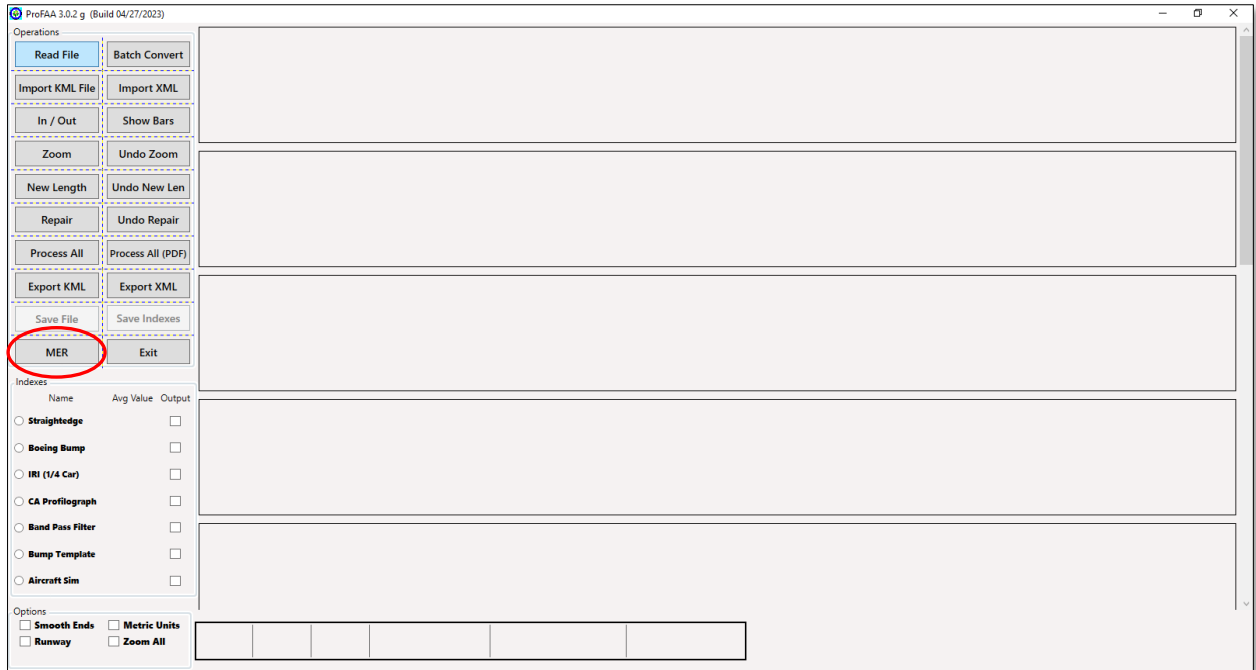 ProFAA 3.0.2 g (Build 04/27/2023)
Operations
Read File Batch Convert
Import KML File Import XML
In / Out Show Bars
Zoom Undo Zoom
New Length Undo New Len
Repair Undo Repair
Process All Process All (PDF)
Export KML Export XML
Save File Save Indexes
MER Exit
Indexes
Name Avg Value Output
Straightedge
Boeing Bump
IRI (1/4 Car)
CA Profilograph
Band Pass Filter
Bump Template
Aircraft Sim
Options
Smooth Ends Metric Units
Runway Zoom All